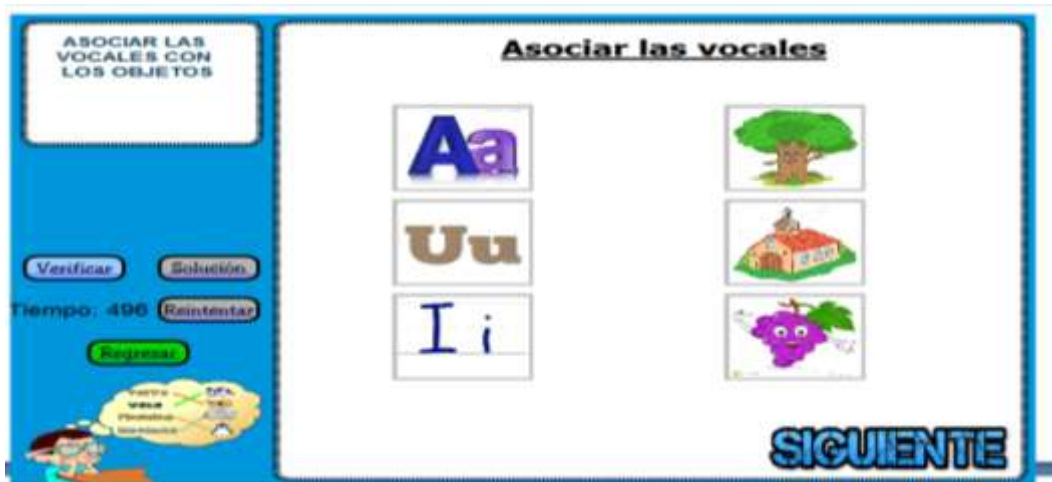 ASOCIAR LAS
VOCALES CON
LOS OBJETOS
Asociar las vocales
Aa
Uu
I i
Verificar
Solución
Tiempo: 496
Reintentar
Regresar
SIGUIENTE